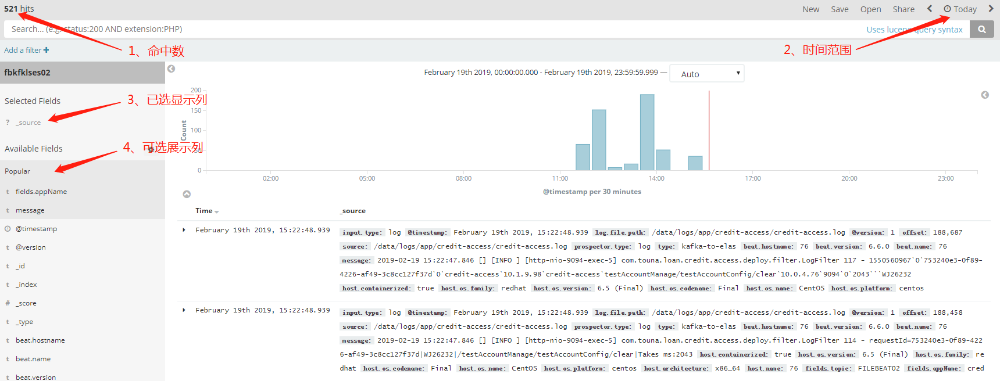 521 hits
New Save Open Share Today
Search... (e.g. status:200 AND extension:PHP) Uses lucene query syntax
Add a filter +
1、命中数
2、时间范围
fbkfklses02
February 19th 2019, 00:00:00.000 - February 19th 2019, 23:59:59.999 — Auto
Selected Fields
3、已选显示列
? _source
Available Fields
4、可选展示列
Popular
t fields.appName
t message
@timestamp
t @version
t _id
t _index
# _score
t _type
t beat.hostname
t beat.name
t beat.version
Count
200
150
100
50
0
02:00 05:00 08:00 11:00 14:00 17:00 20:00 23:00
@timestamp per 30 minutes
Time _source
February 19th 2019, 15:22:48.939
input.type: log @timestamp: February 19th 2019, 15:22:48.939 log.file.path: /data/logs/app/credit-access/credit-access.log @version: 1 offset: 188,687
source: /data/logs/app/credit-access/credit-access.log prospector.type: log type: kafka-to-elas beat.hostname: 76 beat.version: 6.6.0 beat.name: 76
message: 2019-02-19 15:22:47.846 [] [INFO ] [http-nio-9094-exec-5] com.touna.loan.credit.access.deploy.filter.LogFilter 117 - 1550560967`0`753240e3-0f89-
4226-af49-3c8cc127f37d`0`credit-access`10.1.9.98`credit-access`testAccountManage/testAccountConfig/clear`10.0.4.76`9094`0`2043```WJ26232
host.containerized: true host.os.family: redhat host.os.version: 6.5 (Final) host.os.codename: Final host.os.name: CentOS host.os.platform: centos
February 19th 2019, 15:22:48.939
input.type: log @timestamp: February 19th 2019, 15:22:48.939 log.file.path: /data/logs/app/credit-access/credit-access.log @version: 1 offset: 188,458
source: /data/logs/app/credit-access/credit-access.log prospector.type: log type: kafka-to-elas beat.hostname: 76 beat.version: 6.6.0 beat.name: 76
message: 2019-02-19 15:22:47.846 [] [INFO ] [http-nio-9094-exec-5] com.touna.loan.credit.access.deploy.filter.LogFilter 114 - requestId=753240e3-0f89-422
6-af49-3c8cc127f37d|WJ26232|/testAccountManage/testAccountConfig/clear|Takes ms:2043 host.containerized: true host.os.version: 6.5 (Final) host.os.family: re
dhat host.os.codename: Final host.os.name: CentOS host.os.platform: centos host.architecture: x86_64 host.name: 76 fields.topic: FILEBEAT02 fields.appName: cred